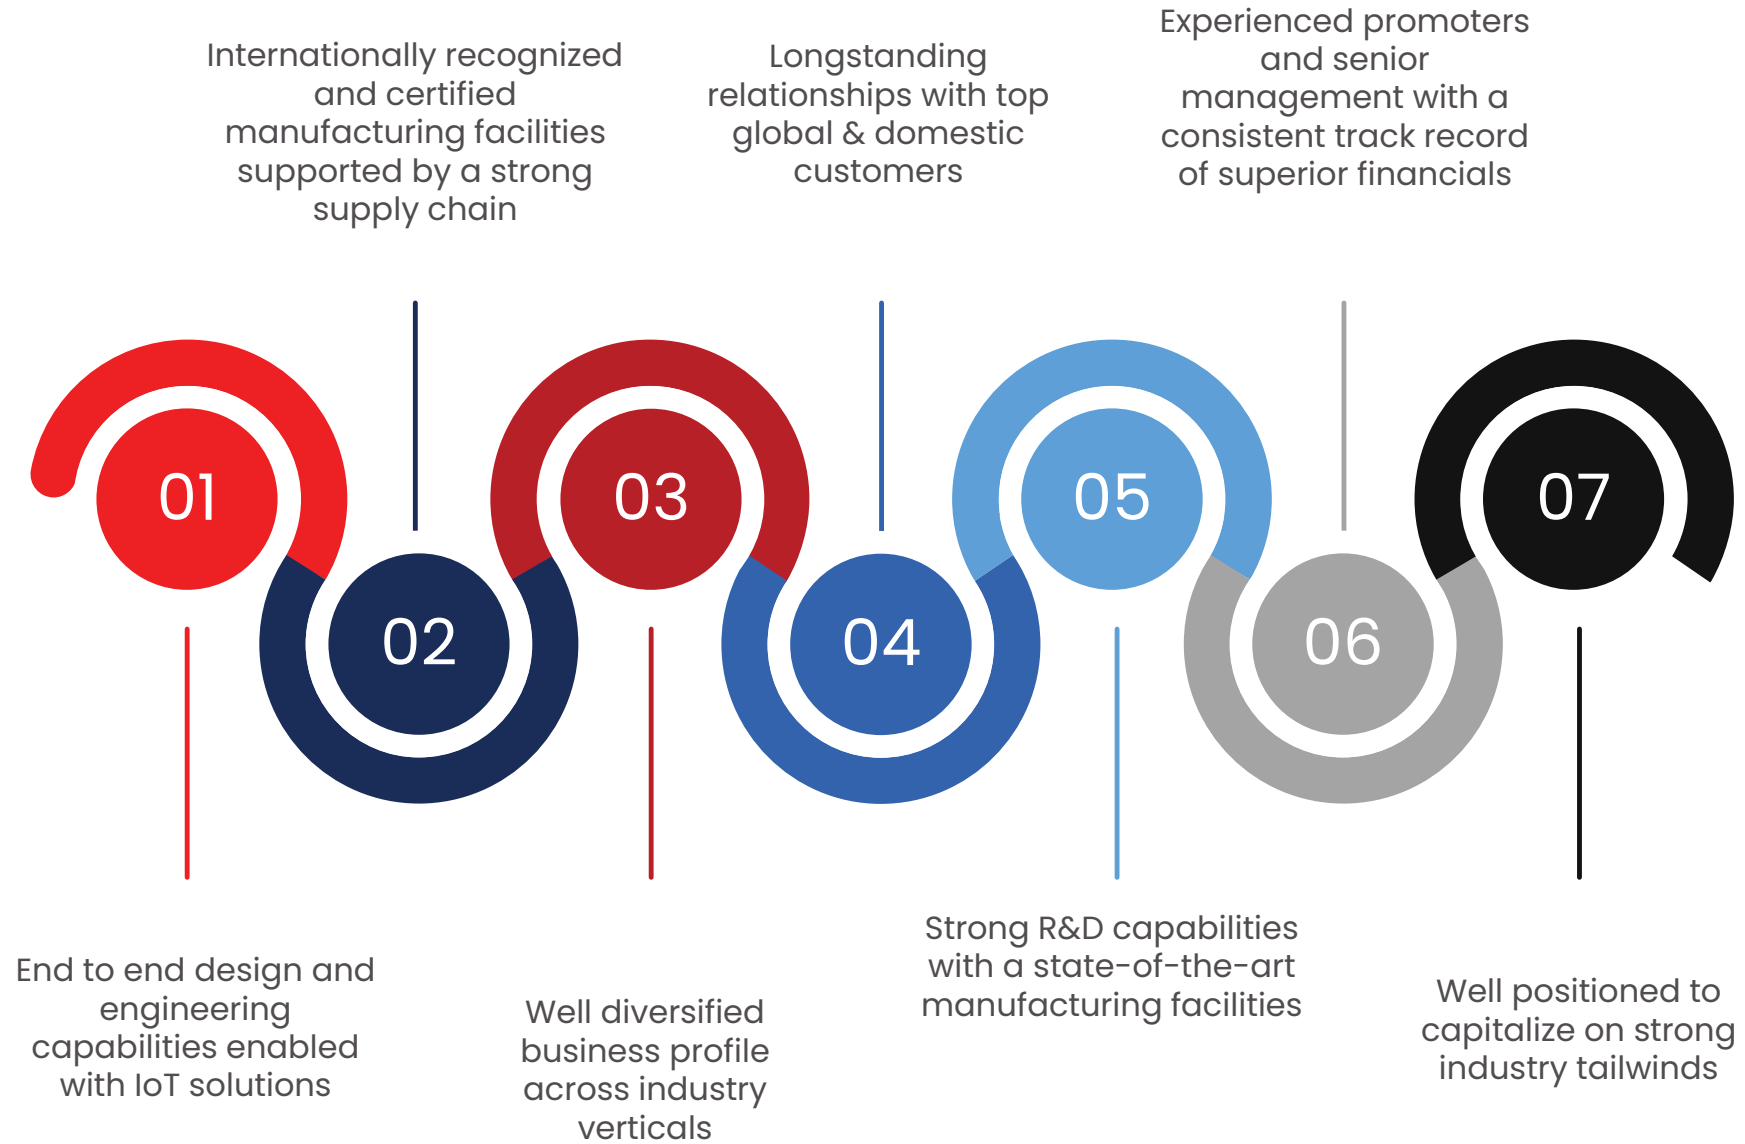 Internationally recognized
and certified
manufacturing facilities
supported by a strong
supply chain
Longstanding
relationships with top
global & domestic
customers
Experienced promoters
and senior
management with a
consistent track record
of superior financials
01
02
03
04
05
06
07
End to end design and
engineering
capabilities enabled
with IoT solutions
Well diversified
business profile
across industry
verticals
Strong R&D capabilities
with a state-of-the-art
manufacturing facilities
Well positioned to
capitalize on strong
industry tailwinds